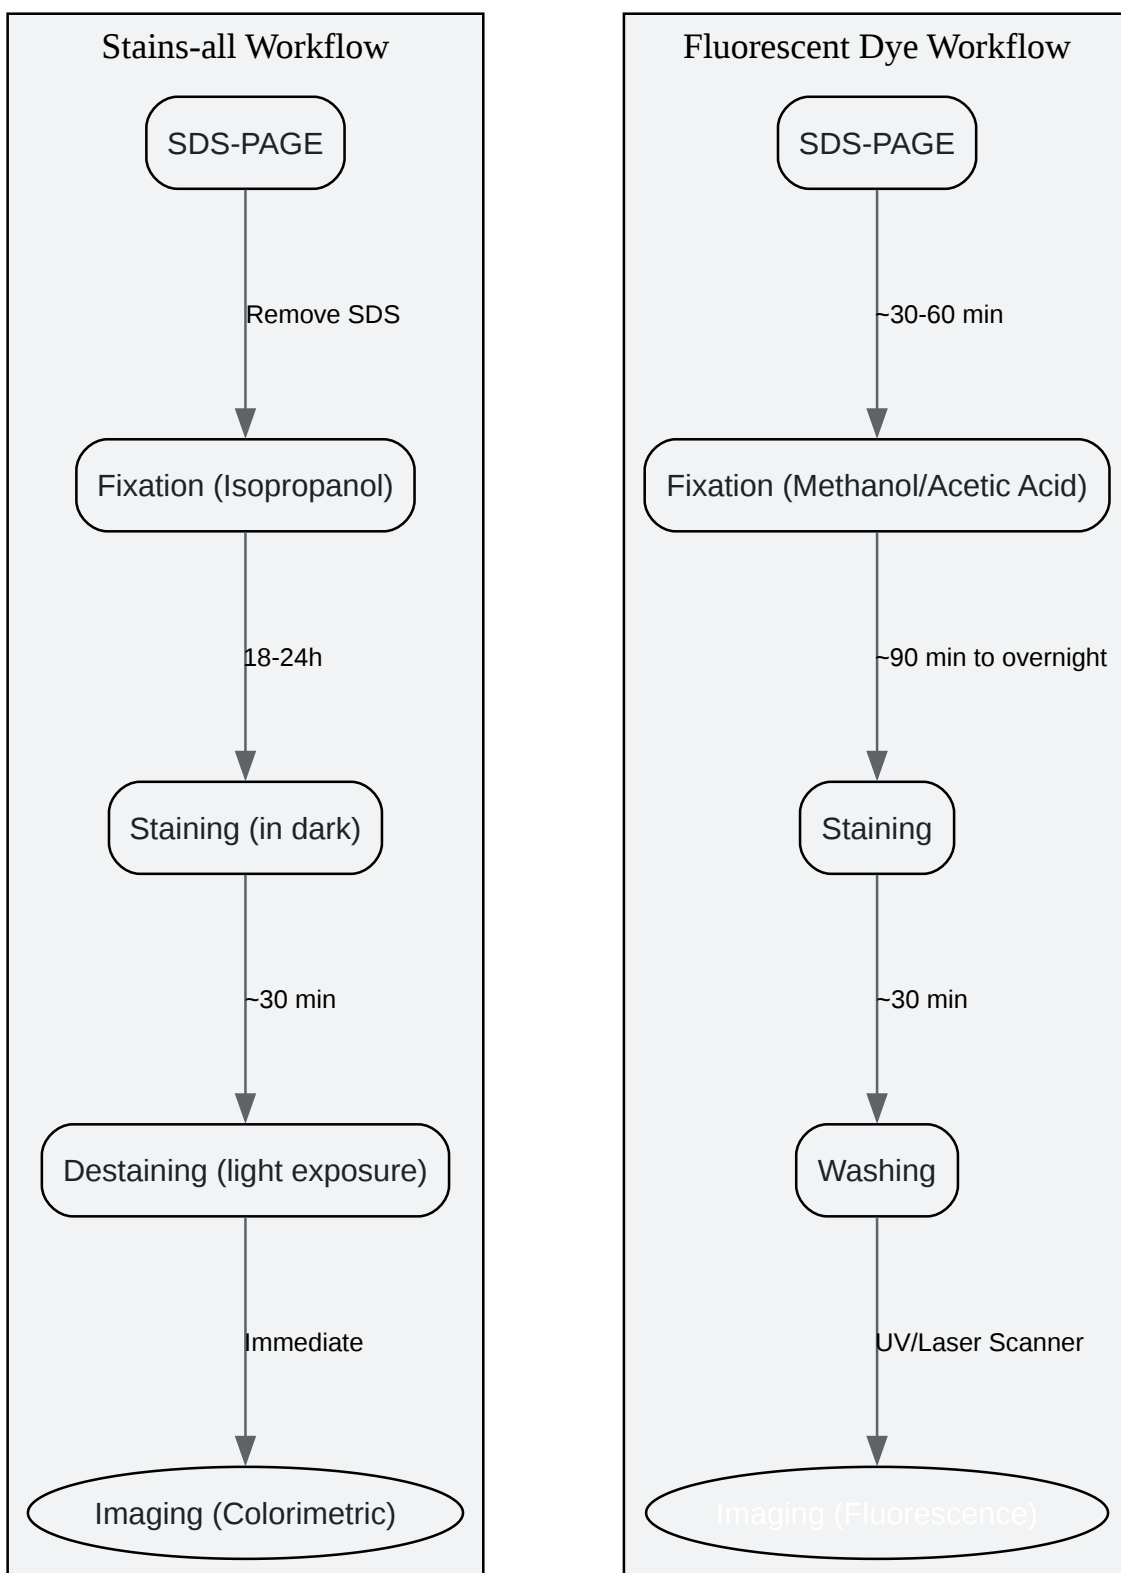 Stains-all Workflow
SDS-PAGE
Remove SDS
Fixation (Isopropanol)
18-24h
Staining (in dark)
~30 min
Destaining (light exposure)
Immediate
Imaging (Colorimetric)
Fluorescent Dye Workflow
SDS-PAGE
~30-60 min
Fixation (Methanol/Acetic Acid)
~90 min to overnight
Staining
~30 min
Washing
UV/Laser Scanner
Imaging (Fluorescence)